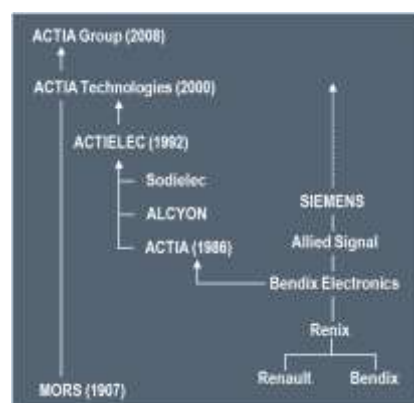 ACTIA Group (2008)
ACTIA Technologies (2000)
ACTIELEC (1992)
Sodielec
SIEMENS
ALCYON
Allied Signal
ACTIA (1986)
Bendix Electronics
Renix
Renault Bendix
MORS (1907)